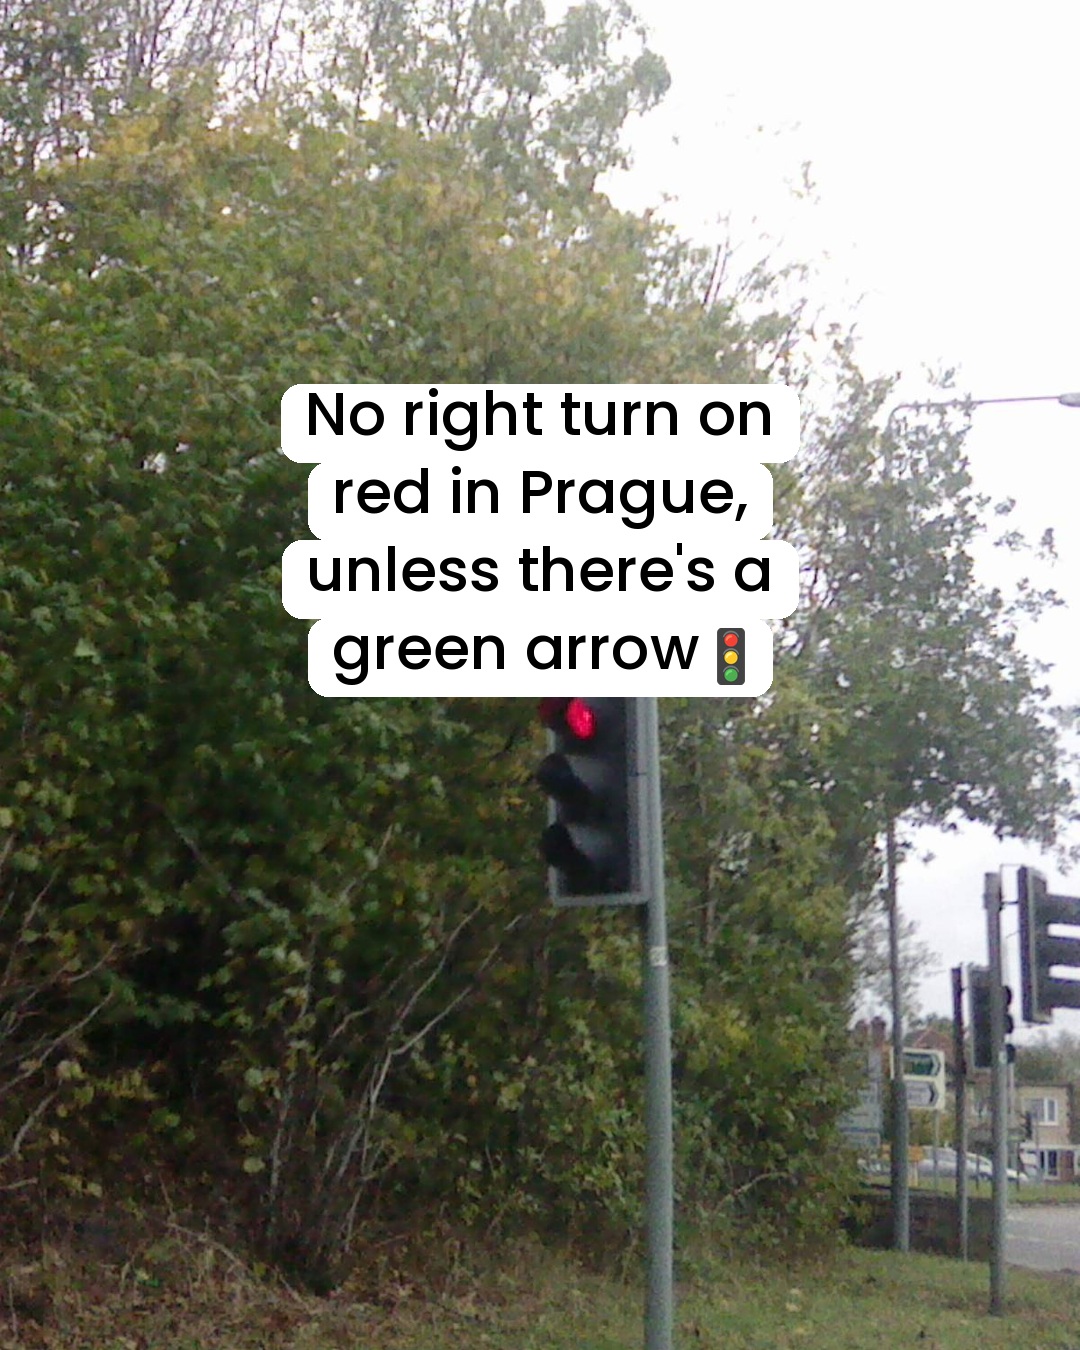 No right turn on
red in Prague,
unless there's a
green arrow🚦